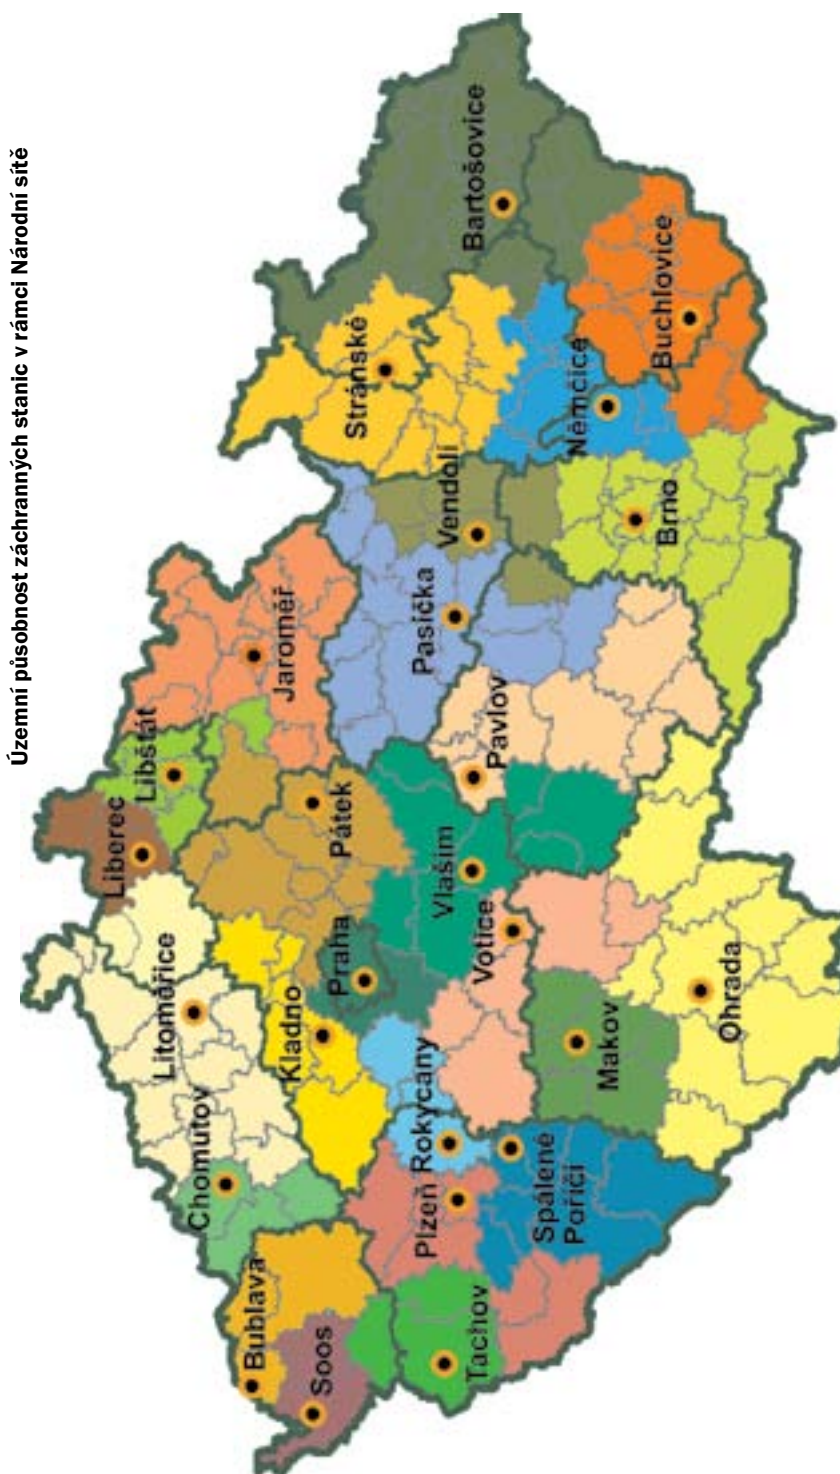 Územní působnost záchranných stanic v rámci Národní sítě
Liberec
Libštát
Litoměřice
Chomutov
Jaroměř
Bublava
Soos
Kladno
Pátek
Praha
Stránské
Bartošovice
Vendolí
Pasíčka
Pavlov
Vlašim
Votice
Rokycany
Plzeň
Tachov
Spálené
Poříčí
Makov
Ohrada
Němčice
Brno
Buchlovice